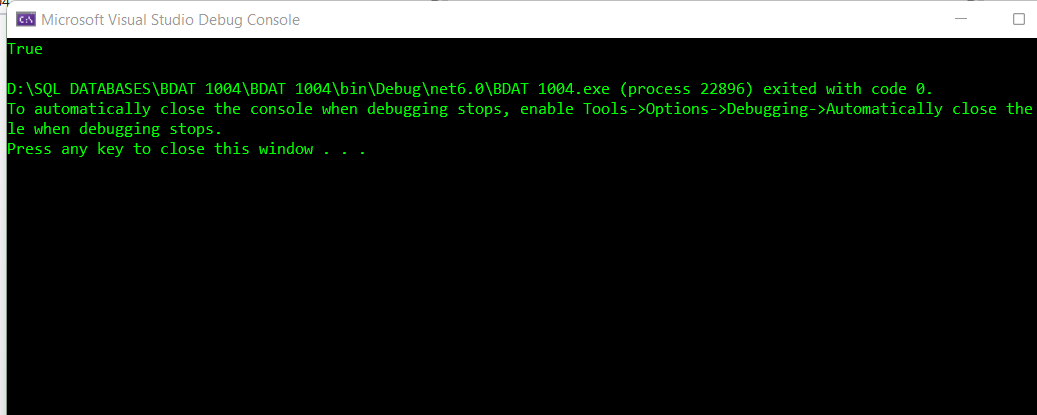 04
C:\
Microsoft Visual Studio Debug Console
True
D:\SQL DATABASES\BDAT 1004\BDAT 1004\bin\Debug\net6.0\BDAT 1004.exe (process 22896) exited with code 0.
To automatically close the console when debugging stops, enable Tools->Options->Debugging->Automatically close the
le when debugging stops.
Press any key to close this window . . .